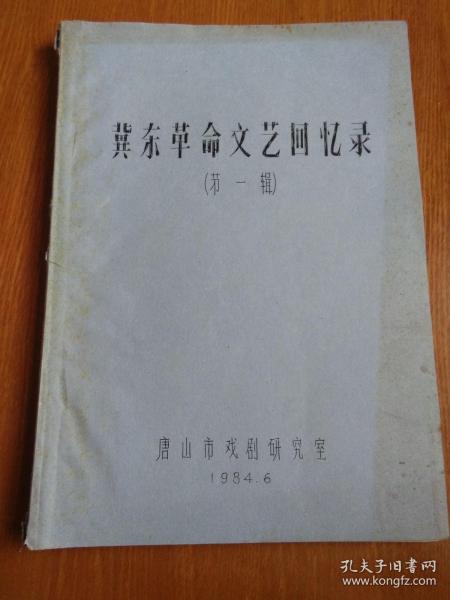 冀东革命文艺回忆录
(苐一辑)
唐山市戏剧研究室
1984.6
孔夫子旧书网
www.kongfz.com